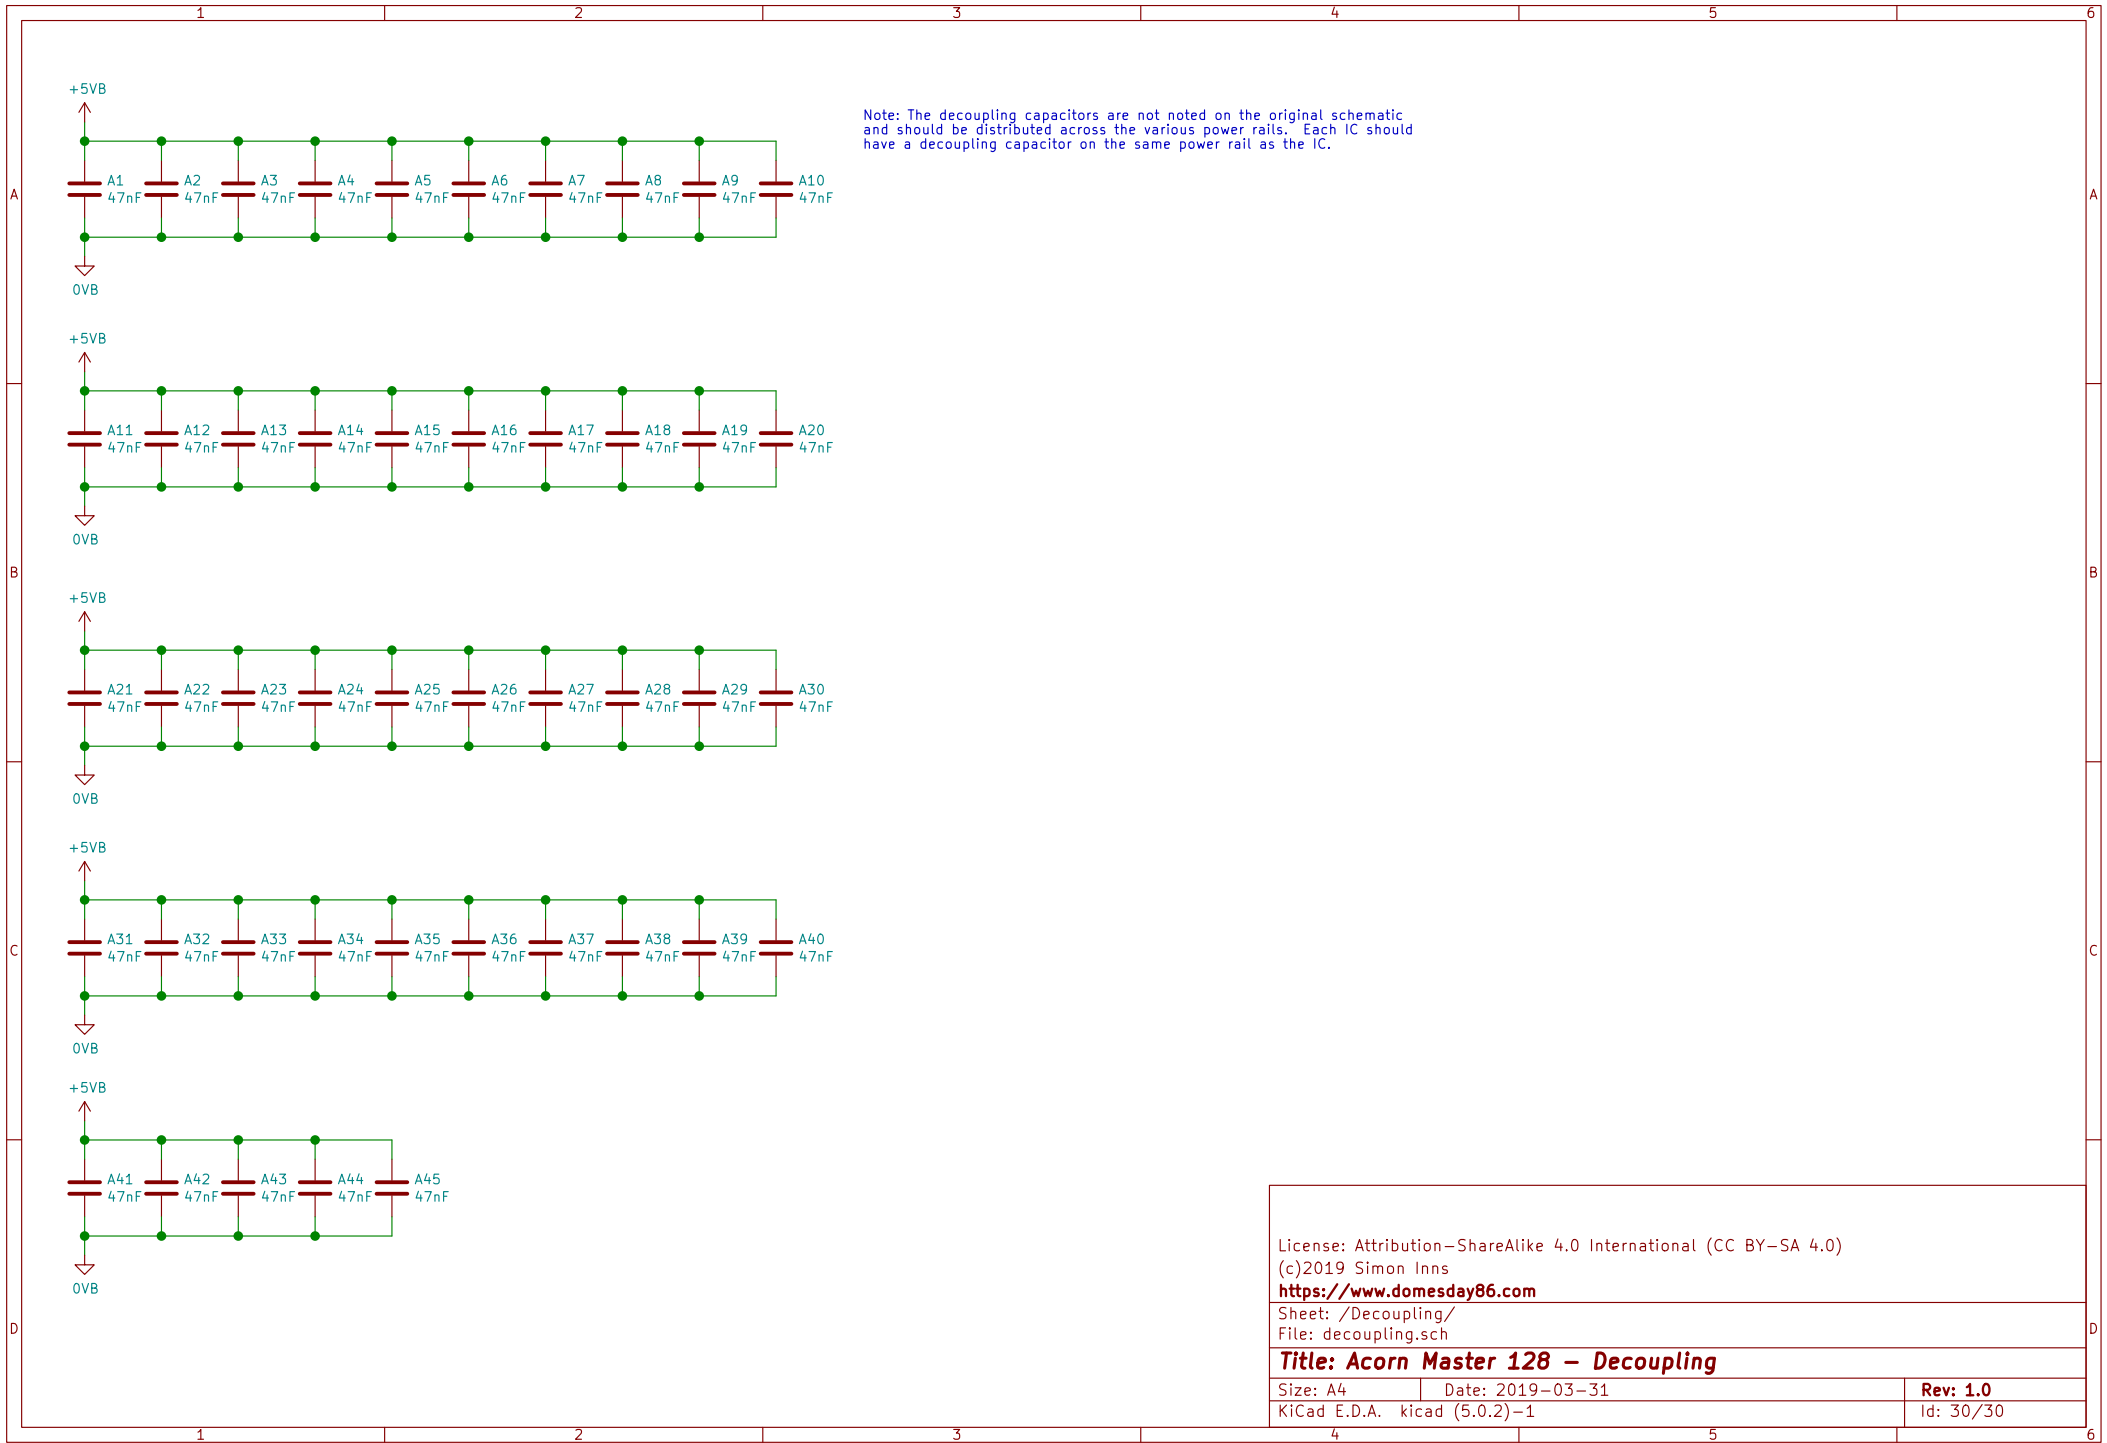 1 2 3 4 5 6
+5VB
Note: The decoupling capacitors are not noted on the original schematic
and should be distributed across the various power rails.  Each IC should
have a decoupling capacitor on the same power rail as the IC.
A1 A2 A3 A4 A5 A6 A7 A8 A9 A10
47nF 47nF 47nF 47nF 47nF 47nF 47nF 47nF 47nF 47nF
A A
0VB
+5VB
A11 A12 A13 A14 A15 A16 A17 A18 A19 A20
47nF 47nF 47nF 47nF 47nF 47nF 47nF 47nF 47nF 47nF
0VB
B B
+5VB
A21 A22 A23 A24 A25 A26 A27 A28 A29 A30
47nF 47nF 47nF 47nF 47nF 47nF 47nF 47nF 47nF 47nF
0VB
+5VB
A31 A32 A33 A34 A35 A36 A37 A38 A39 A40
47nF 47nF 47nF 47nF 47nF 47nF 47nF 47nF 47nF 47nF
C C
0VB
+5VB
A41 A42 A43 A44 A45
47nF 47nF 47nF 47nF 47nF
0VB
License: Attribution-ShareAlike 4.0 International (CC BY-SA 4.0)
(c)2019 Simon Inns
https://www.domesday86.com
Sheet: /Decoupling/
File: decoupling.sch
D D
Title: Acorn Master 128 - Decoupling
Size: A4 Date: 2019-03-31 Rev: 1.0
KiCad E.D.A.  kicad (5.0.2)-1 Id: 30/30
1 2 3 4 5 6